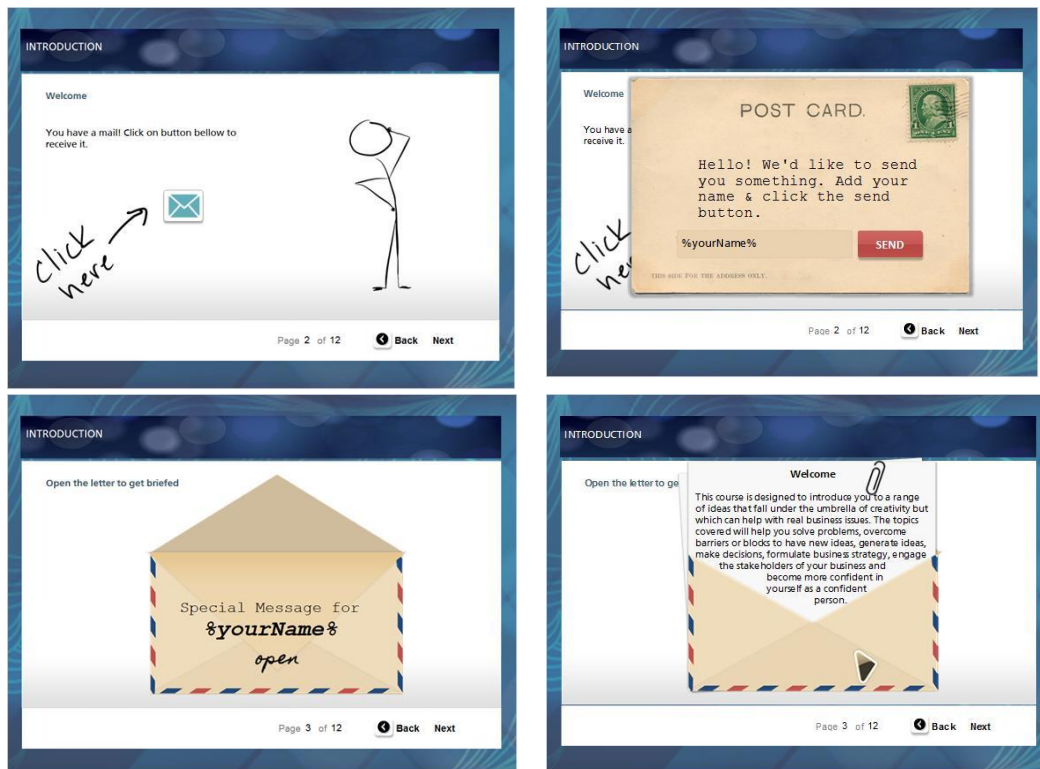 INTRODUCTION
Welcome
You have a mail! Click on button bellow to
receive it.
click
here
Page 2 of 12 Back Next
INTRODUCTION
Welcome
You have a
receive it.
click
POST CARD.
1
Hello! We'd like to send
you something. Add your
name & click the send
button.
%yourName% SEND
THIS SIDE FOR THE ADDRESS ONLY.
Page 2 of 12 Back Next
INTRODUCTION
Open the letter to get briefed
Special Message for
%yourName%
open
Page 3 of 12 Back Next
INTRODUCTION
Open the letter to ge
Welcome
This course is designed to introduce you to a range
of ideas that fall under the umbrella of creativity but
which can help with real business issues. The topics
covered will help you solve problems, overcome
barriers or blocks to have new ideas, generate ideas,
make decisions, formulate business strategy, engage
the stakeholders of your business and
become more confident in
yourself as a confident
person.
Page 3 of 12 Back Next